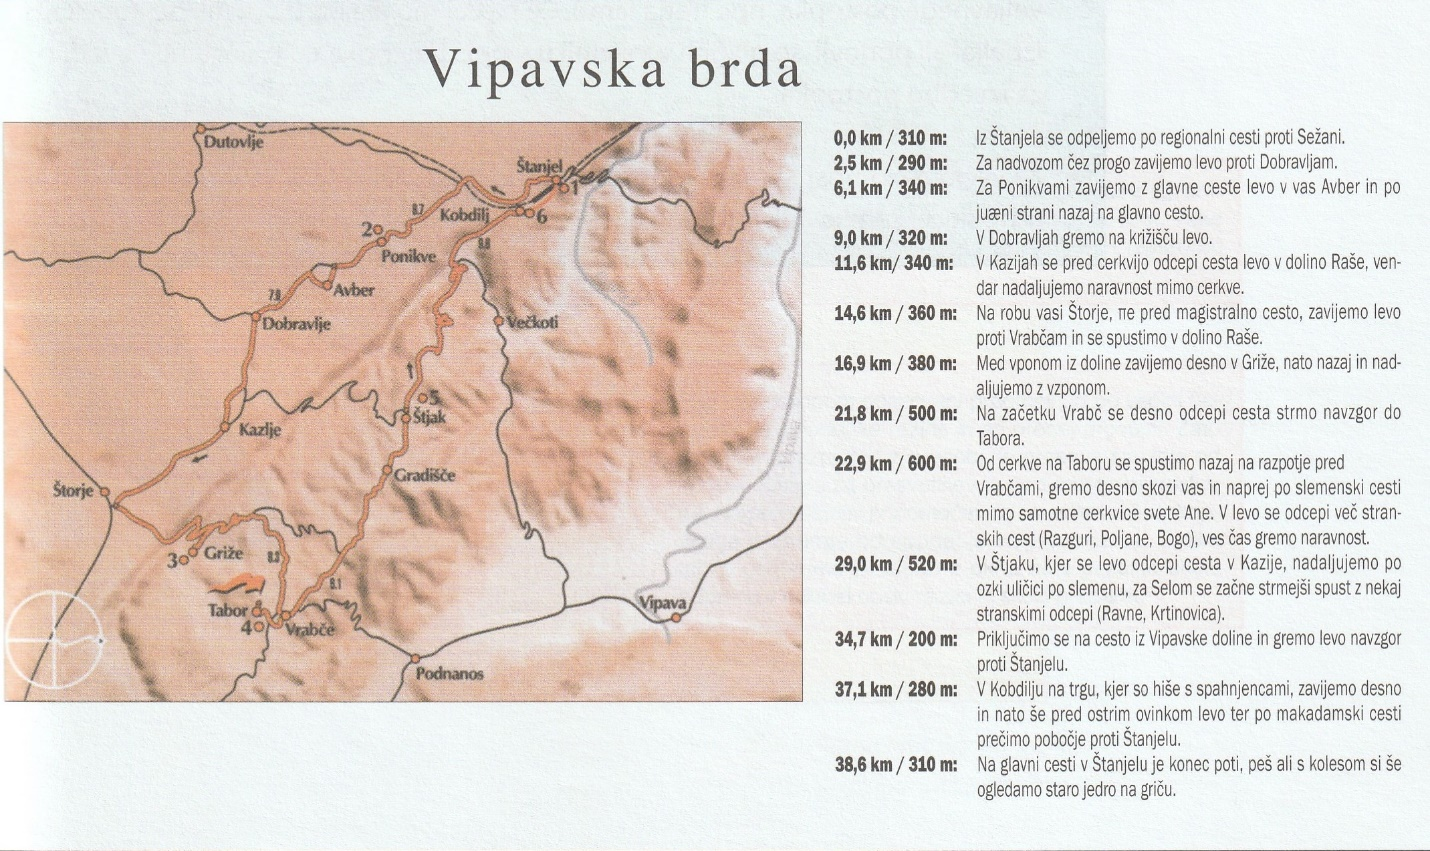 Vipavska brda
Dutovlje
Štanjel
1
Kobdilj
6
8.7
2
8.8
Ponikve
Avber
7.9
Dobravlje
Večkoti
5
Štjak
Kazlje
Gradišče
Štorje
Griže
3
8.3
8.1
Tabor
4
Vrabče
Vipava
Podnanos
Vipava
0,0 km / 310 m: Iz Štanjela se odpeljemo po regionalni cesti proti Sežani.
2,5 km / 290 m: Za nadvozom čez progo zavijemo levo proti Dobravljam.
6,1 km / 340 m: Za Ponikvami zavijemo z glavne ceste levo v vas Avber in po
juæni strani nazaj na glavno cesto.
9,0 km / 320 m: V Dobravljah gremo na križišču levo.
11,6 km/ 340 m: V Kazijah se pred cerkvijo odcepi cesta levo v dolino Raše, ven-
dar nadaljujemo naravnost mimo cerkve.
14,6 km / 360 m: Na robu vasi Štorje, πe pred magistralno cesto, zavijemo levo
proti Vrabčam in se spustimo v dolino Raše.
16,9 km / 380 m: Med vponom iz doline zavijemo desno v Griže, nato nazaj in nad-
aljujemo z vzponom.
21,8 km / 500 m: Na začetku Vrabč se desno odcepi cesta strmo navzgor do
Tabora.
22,9 km / 600 m: Od cerkve na Taboru se spustimo nazaj na razpotje pred
Vrabčami, gremo desno skozi vas in naprej po slemenski cesti
mimo samotne cerkvice svete Ane. V levo se odcepi več stran-
skih cest (Razguri, Poljane, Bogo), ves čas gremo naravnost.
29,0 km / 520 m: V Štjaku, kjer se levo odcepi cesta v Kazije, nadaljujemo po
ozki uličici po slemenu, za Selom se začne strmejši spust z nekaj
stranskimi odcepi (Ravne, Krtinovica).
34,7 km / 200 m: Priključimo se na cesto iz Vipavske doline in gremo levo navzgor
proti Štanjelu.
37,1 km / 280 m: V Kobdilju na trgu, kjer so hiše s spahnjencami, zavijemo desno
in nato še pred ostrim ovinkom levo ter po makadamski cesti
prečimo pobočje proti Štanjelu.
38,6 km / 310 m: Na glavni cesti v Štanjelu je konec poti, peš ali s kolesom si še
ogledamo staro jedro na griču.